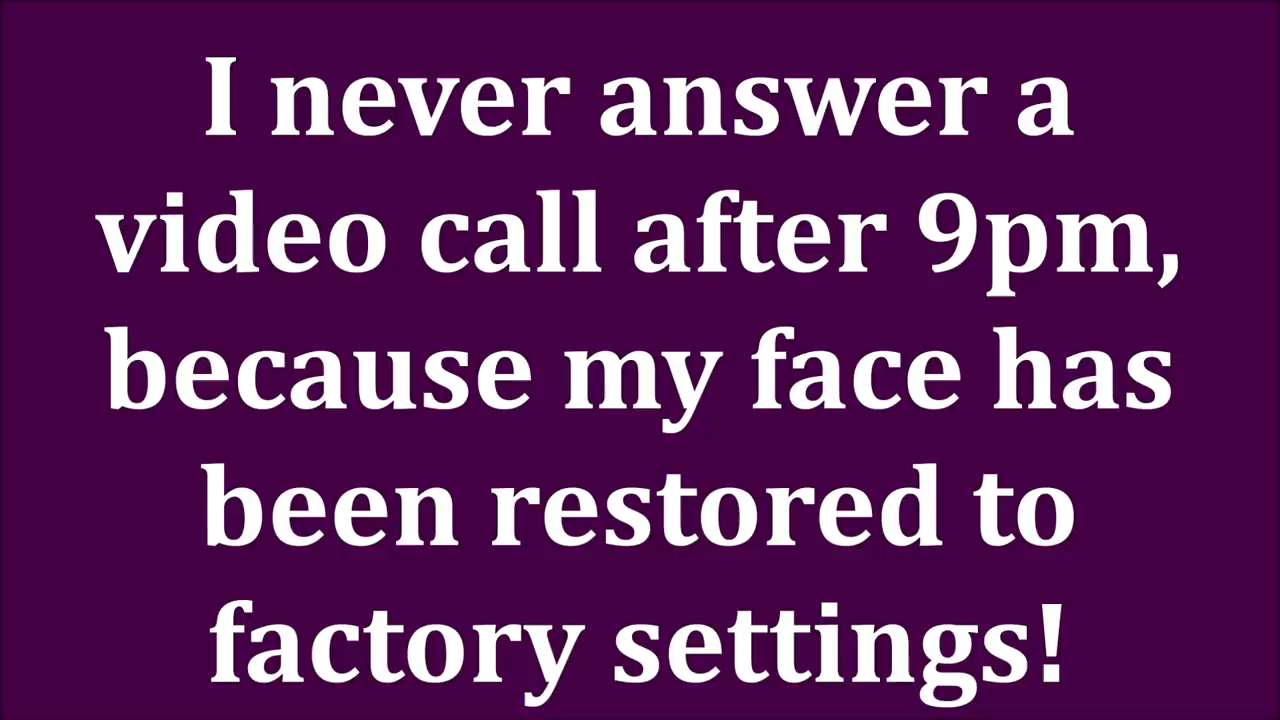 I never answer a
video call after 9pm,
because my face has
been restored to
factory settings!